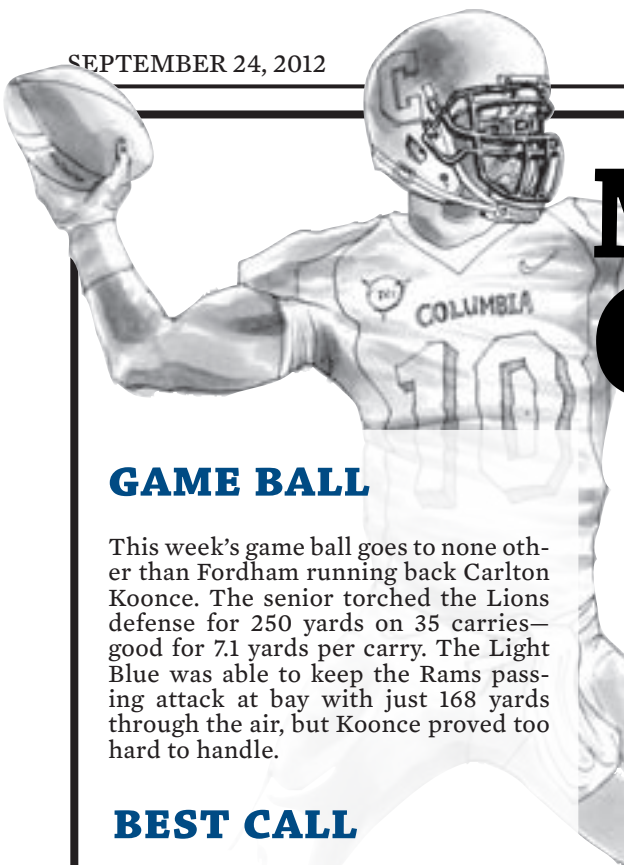 SEPTEMBER 24, 2012
C
COLUMBIA
10
GAME BALL
This week’s game ball goes to none oth-
er than Fordham running back Carlton
Koonce. The senior torched the Lions
defense for 250 yards on 35 carries—
good for 7.1 yards per carry. The Light
Blue was able to keep the Rams pass-
ing attack at bay with just 168 yards
through the air, but Koonce proved too
hard to handle.
BEST CALL